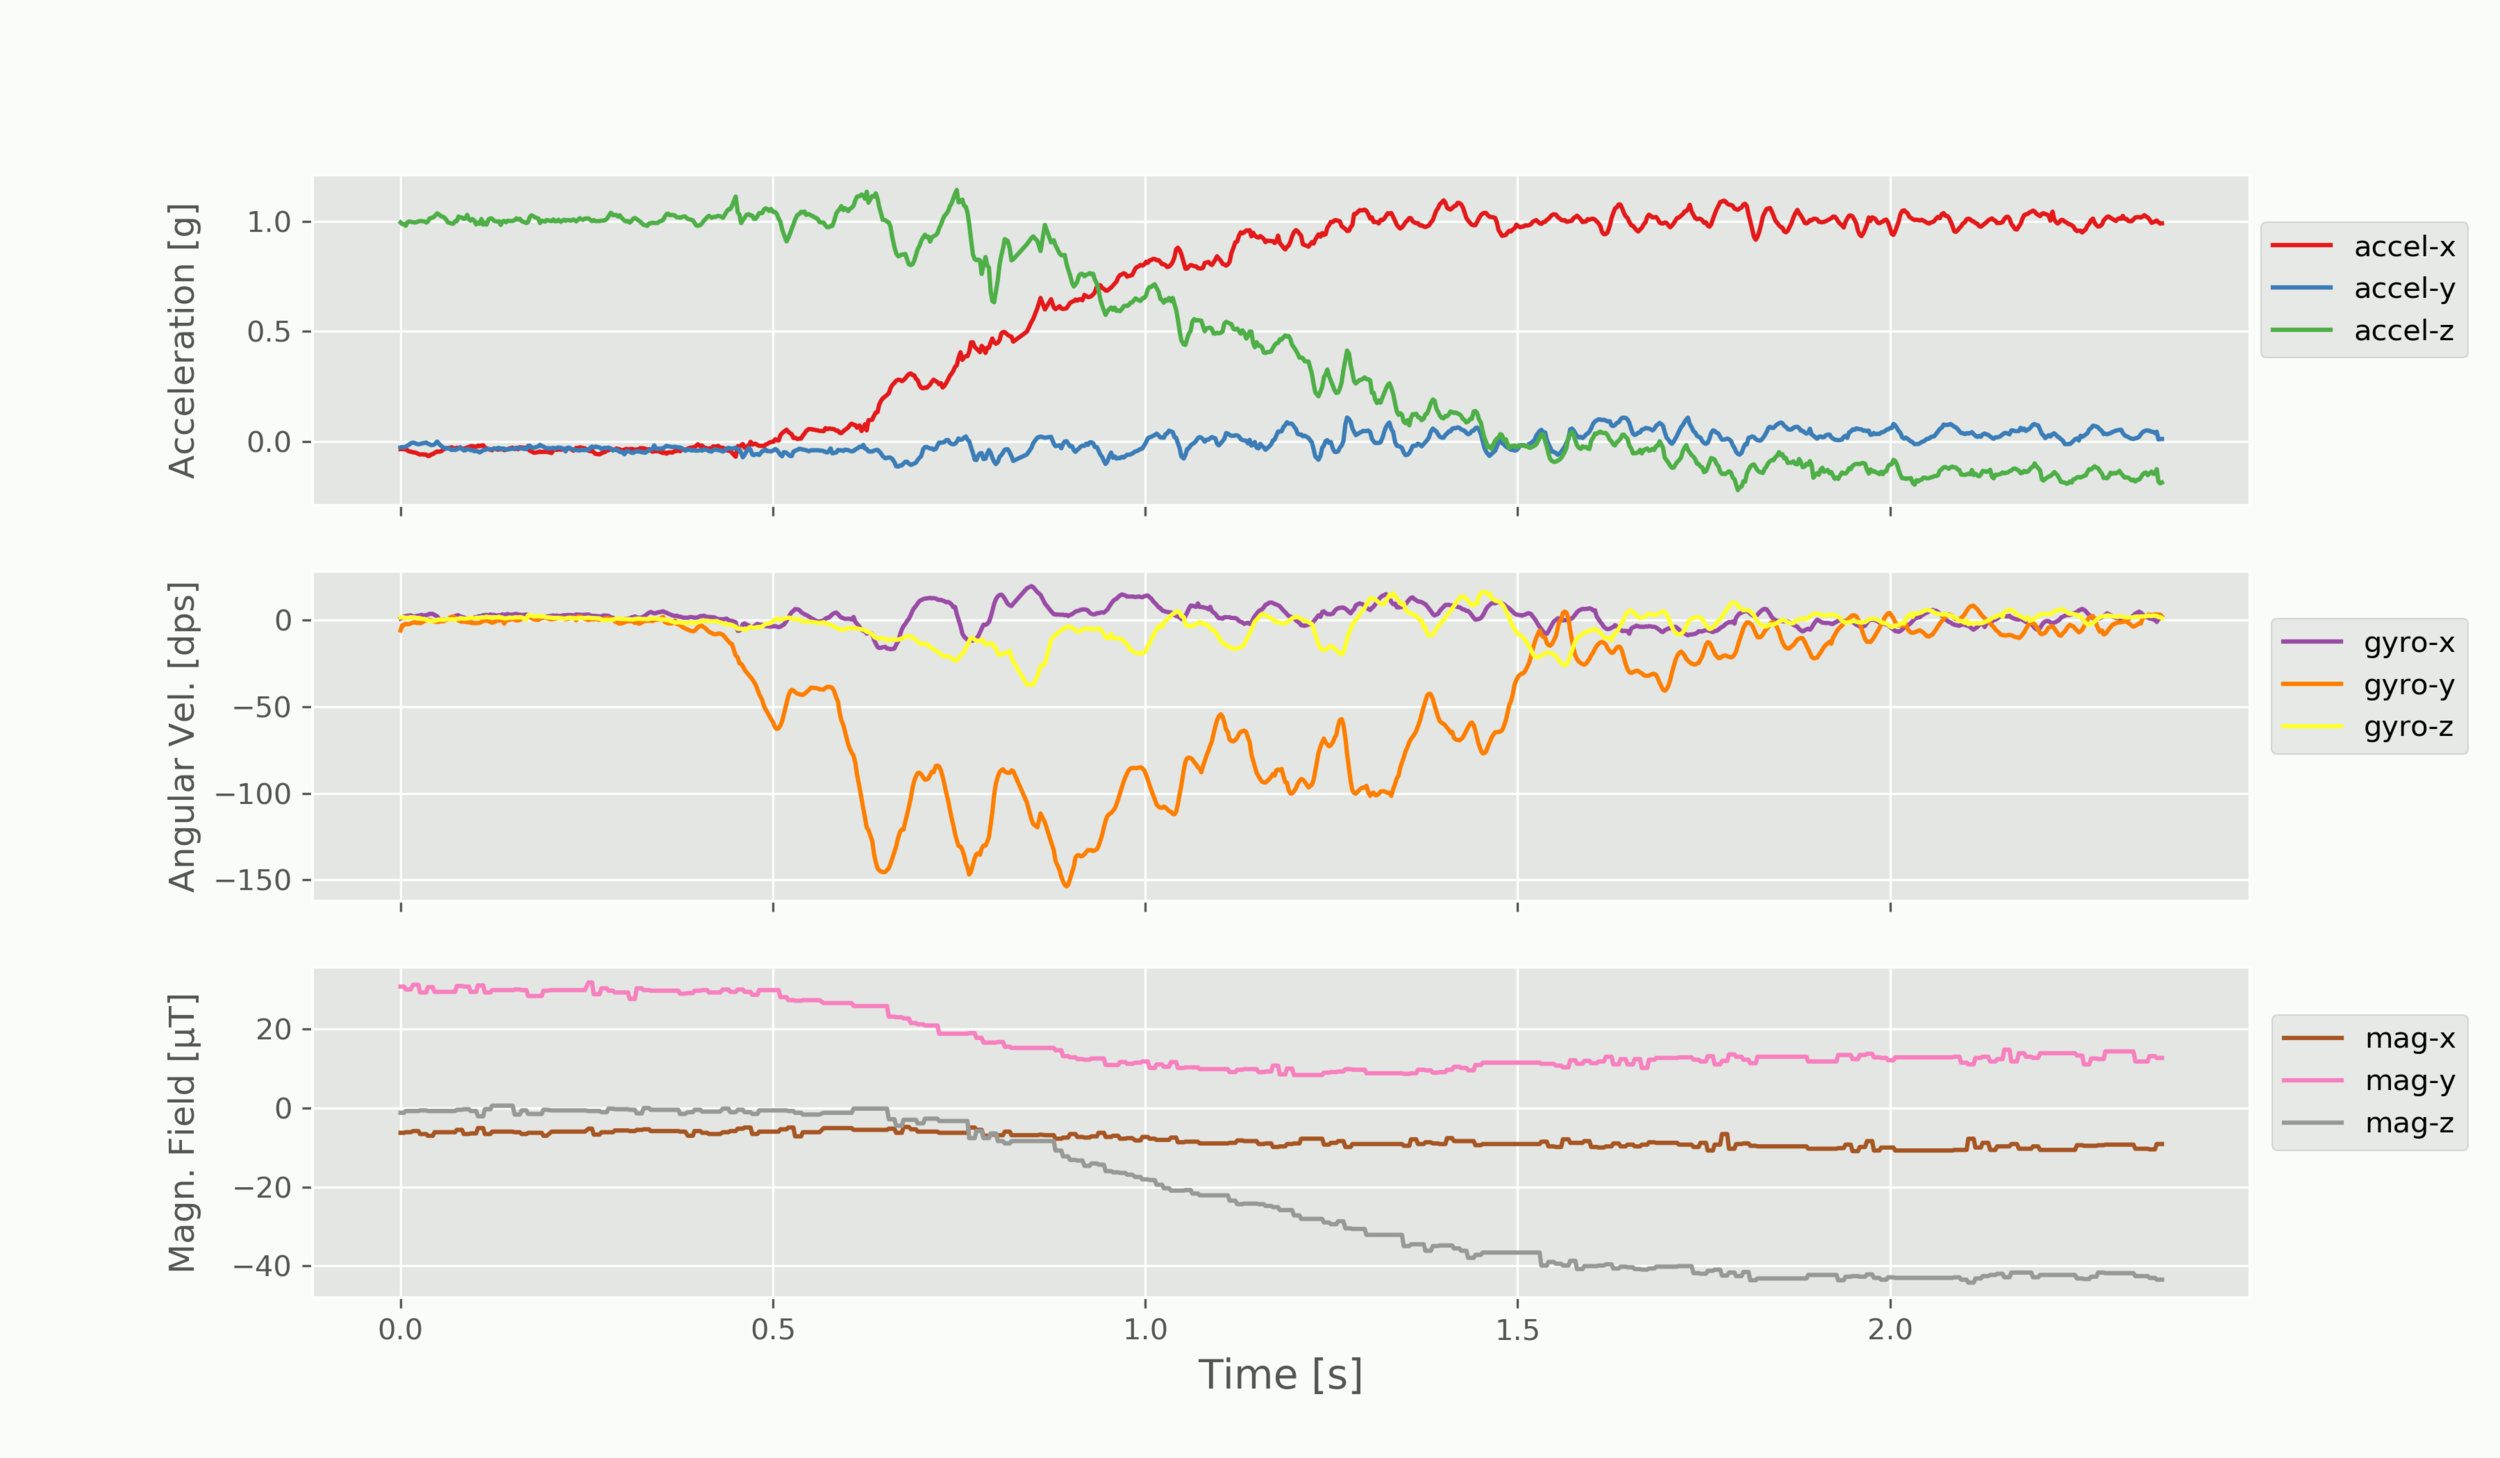 Acceleration [g]
1.0
0.5
0.0
accel-x
accel-y
accel-z
Angular Vel. [dps]
0
−50
−100
−150
gyro-x
gyro-y
gyro-z
Magn. Field [µT]
20
0
−20
−40
mag-x
mag-y
mag-z
0.0 0.5 1.0 1.5 2.0
Time [s]